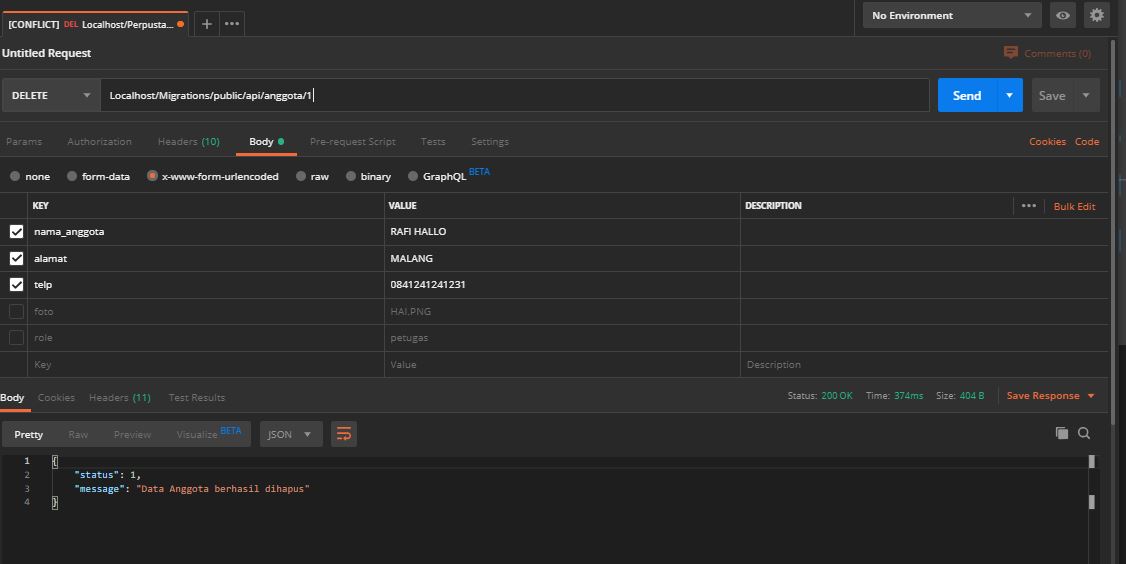 [CONFLICT] DEL Localhost/Perpusta...
No Environment
Untitled Request
Comments (0)
DELETE Localhost/Migrations/public/api/anggota/1 Send Save
Params Authorization Headers (10) Body Pre-request Script Tests Settings Cookies Code
none form-data x-www-form-urlencoded raw binary GraphQL BETA
KEY VALUE DESCRIPTION Bulk Edit
nama_anggota RAFI HALLO
alamat MALANG
telp 0841241241231
foto HAI,PNG
role petugas
Key Value Description
Body Cookies Headers (11) Test Results Status: 200 OK Time: 374ms Size: 404 B Save Response
Pretty Raw Preview Visualize BETA JSON
1 {
2 "status": 1,
3 "message": "Data Anggota berhasil dihapus"
4 }